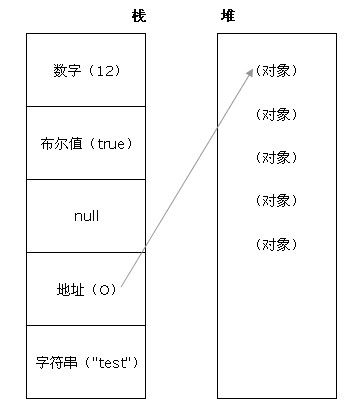 栈
堆
数字（12）
布尔值（true）
null
地址（O）
字符串（"test"）
（对象）
（对象）
（对象）
（对象）
（对象）